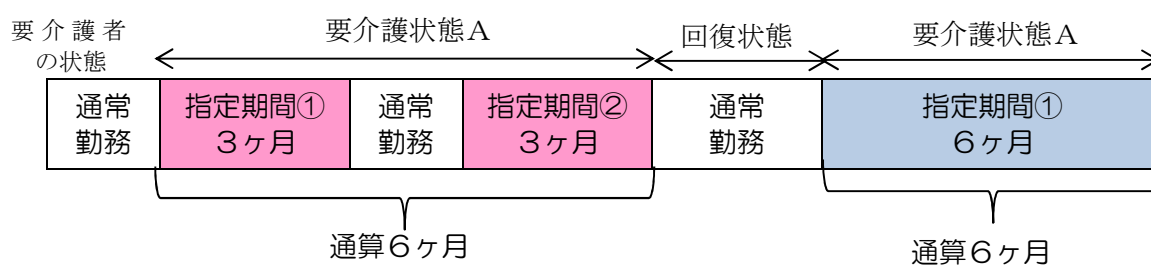 要介護者
の状態
要介護状態A
回復状態
要介護状態A
通常
勤務
指定期間①
3ヶ月
通常
勤務
指定期間②
3ヶ月
通常
勤務
指定期間①
6ヶ月
通算6ヶ月
通算6ヶ月